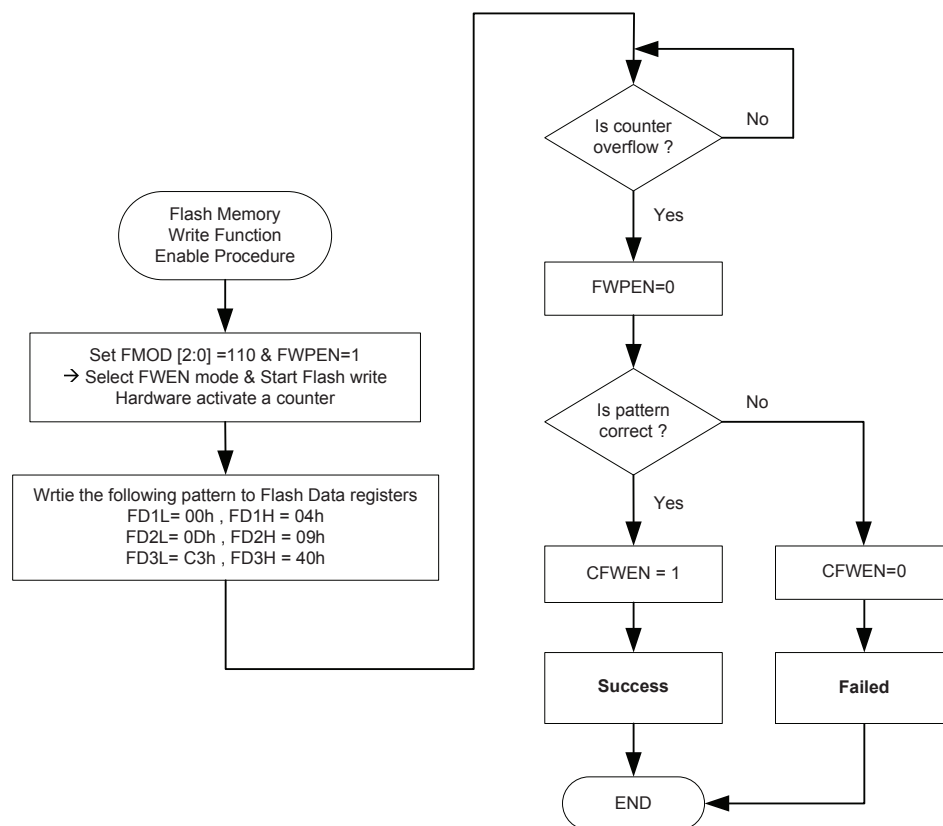 Flash Memory
Write Function
Enable Procedure
Set FMOD [2:0] =110 & FWPEN=1
→ Select FWEN mode & Start Flash write
Hardware activate a counter
Wrtie the following pattern to Flash Data registers
FD1L= 00h , FD1H = 04h
FD2L= 0Dh , FD2H = 09h
FD3L= C3h , FD3H = 40h
Is counter
overflow ?
No
Yes
FWPEN=0
Is pattern
correct ?
No
Yes
CFWEN = 1
CFWEN=0
Success
Failed
END